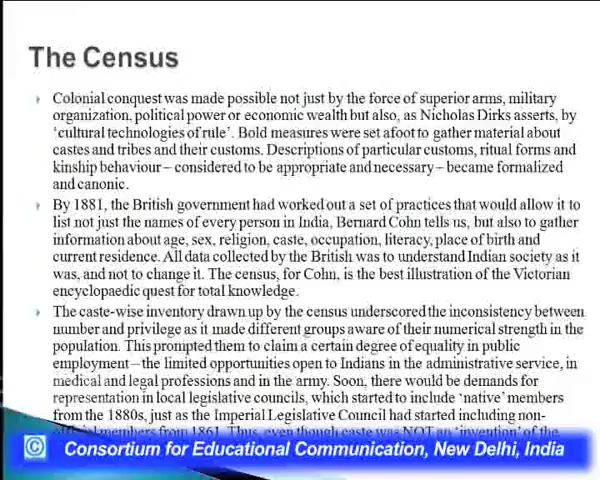 The Census
Colonial conquest was made possible not just by the force of superior arms, military
organization, political power or economic wealth but also, as Nicholas Dirks asserts, by
‘cultural technologies of rule’. Bold measures were set afoot to gather material about
castes and tribes and their customs. Descriptions of particular customs, ritual forms and
kinship behaviour – considered to be appropriate and necessary – became formalized
and canonic.
By 1881, the British government had worked out a set of practices that would allow it to
list not just the names of every person in India, Bernard Cohn tells us, but also to gather
information about age, sex, religion, caste, occupation, literacy, place of birth and
current residence. All data collected by the British was to understand Indian society as it
was, and not to change it. The census, for Cohn, is the best illustration of the Victorian
encyclopaedic quest for total knowledge.
The caste-wise inventory drawn up by the census underscored the inconsistency between
number and privilege as it made different groups aware of their numerical strength in the
population. This prompted them to claim a certain degree of equality in public
employment—the limited opportunities open to Indians in the administrative service, in
medical and legal professions and in the army. Soon, there would be demands for
representation in local legislative councils, which started to include ‘native’ members
from the 1880s, just as the Imperial Legislative Council had started including non-
members from 1861. Thus, even though caste was NOT an ‘invention’ of the
© Consortium for Educational Communication, New Delhi, India